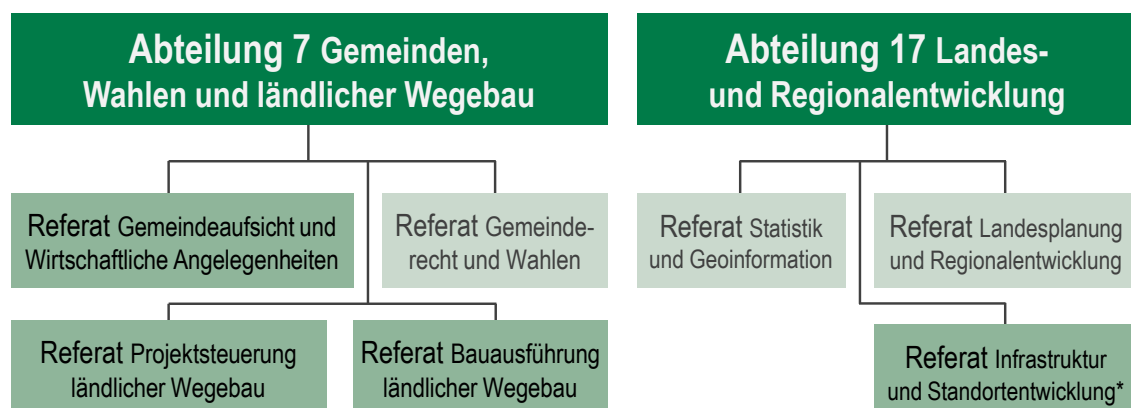 Abteilung 7 Gemeinden,
Wahlen und ländlicher Wegebau
Abteilung 17 Landes-
und Regionalentwicklung
Referat Gemeindeaufsicht und
Wirtschaftliche Angelegenheiten
Referat Gemeinde-
recht und Wahlen
Referat Statistik
und Geoinformation
Referat Landesplanung
und Regionalentwicklung
Referat Projektsteuerung
ländlicher Wegebau
Referat Bauausführung
ländlicher Wegebau
Referat Infrastruktur
und Standortentwicklung*